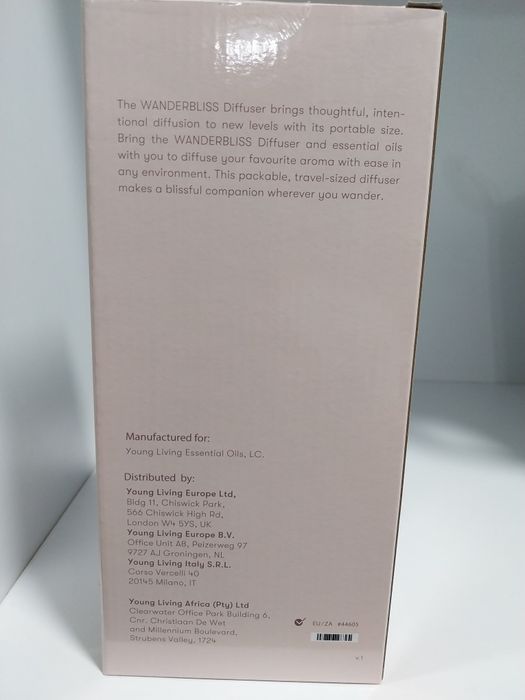 The WANDERBLISS Diffuser brings thoughtful, inten-
tional diffusion to new levels with its portable size.
Bring the WANDERBLISS Diffuser and essential oils
with you to diffuse your favourite aroma with ease in
any environment. This packable, travel-sized diffuser
makes a blissful companion wherever you wander.
Manufactured for:
Young Living Essential Oils, LC.
Distributed by:
Young Living Europe Ltd,
Bldg 11, Chiswick Park,
566 Chiswick High Rd,
London W4 5YS, UK
Young Living Europe B.V.
Office Unit AB, Peizerweg 97
9727 AJ Groningen, NL
Young Living Italy S.R.L.
Corso Vercelli 40
20145 Milano, IT
Young Living Africa (Pty) Ltd
Clearwater Office Park Building 6,
Cnr. Christiaan De Wet
and Millennium Boulevard,
Strubens Valley, 1724
EU/ZA #44605
v.1